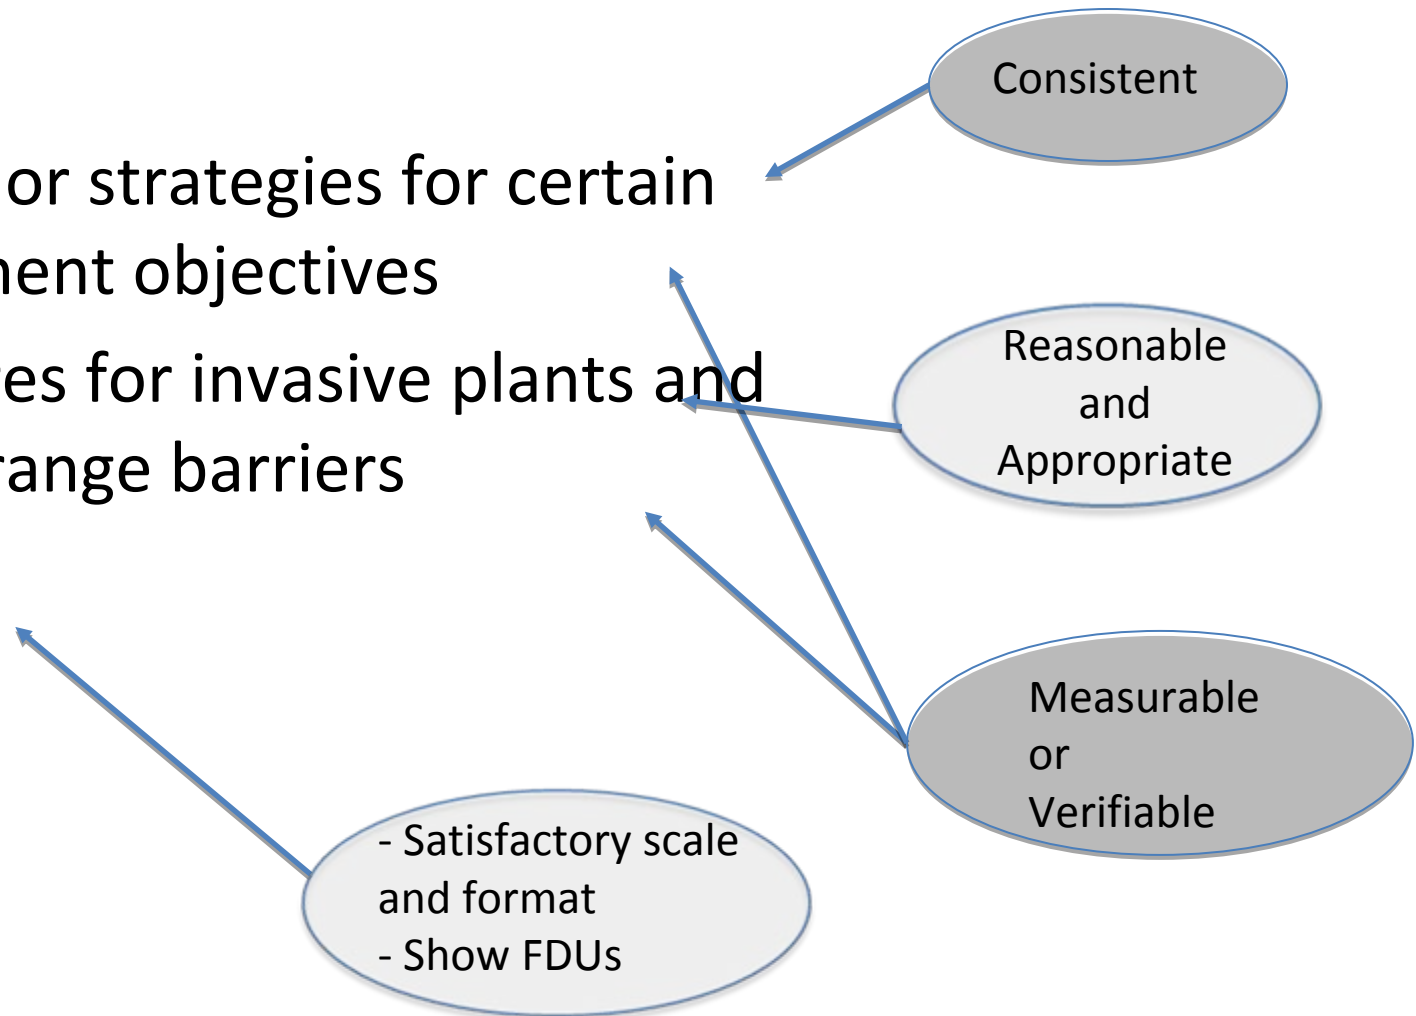 Consistent
or strategies for certain
ent objectives
Reasonable
and
Appropriate
es for invasive plants and
range barriers
Measurable
or
Verifiable
- Satisfactory scale
and format
- Show FDUs